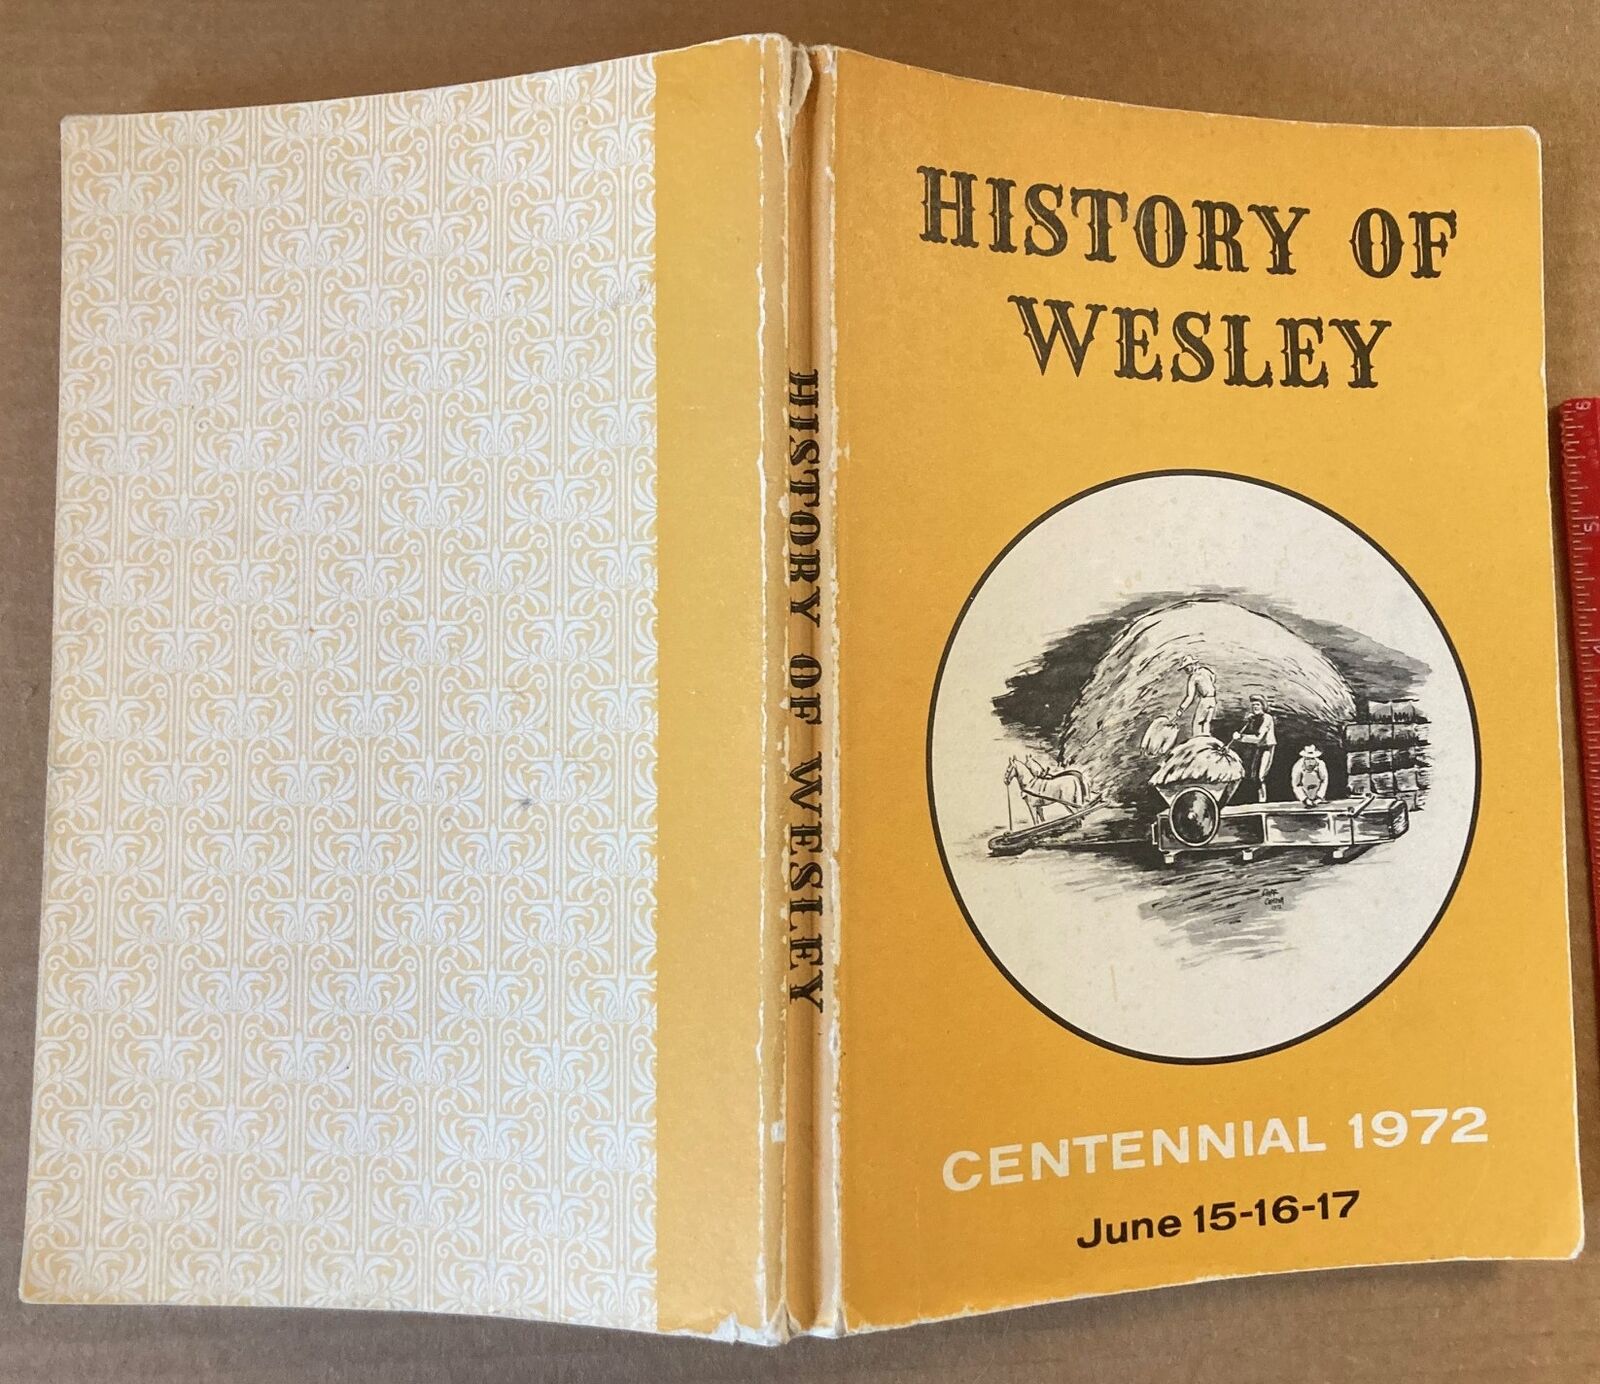 HISTORY OF
WESLEY
CENTENNIAL 1972
June 15-16-17
HISTORY OF WESLEY